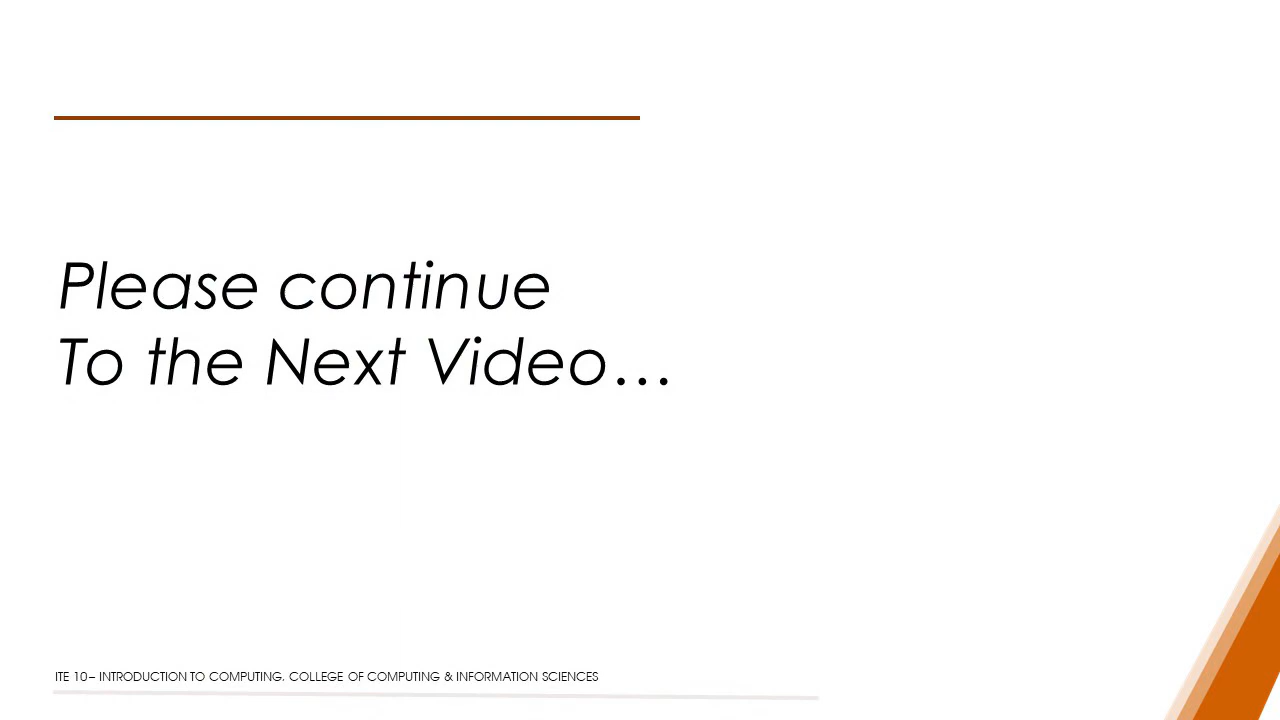 Please continue
To the Next Video...
ITE 10– INTRODUCTION TO COMPUTING. COLLEGE OF COMPUTING & INFORMATION SCIENCES